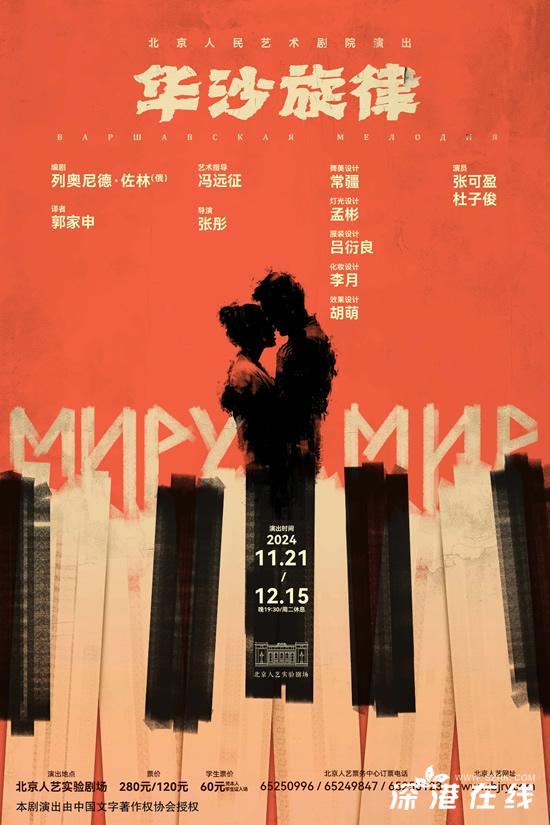 北京人民艺术剧院演出
华沙旋律
ВАРШАВСКАЯ МЕЛОДИЯ
编剧
列奥尼德·佐林(俄)
译者
郭家申
艺术指导
冯远征
导演
张彤
舞美设计
常疆
灯光设计
孟彬
服装设计
吕衍良
化妆设计
李月
效果设计
胡萌
演员
张可盈
杜子俊
МИРУ МИР
演出时间
2024
11.21
/
12.15
晚19:30/周二休息
北京人艺实验剧场
演出地点
北京人艺实验剧场
票价
280元/120元
学生票价
60元 凭本人学生证入场
北京人艺票务中心订票电话
65250996 / 65249847 /
北京人艺网址
本剧演出由中国文字著作权协会授权
深港在线